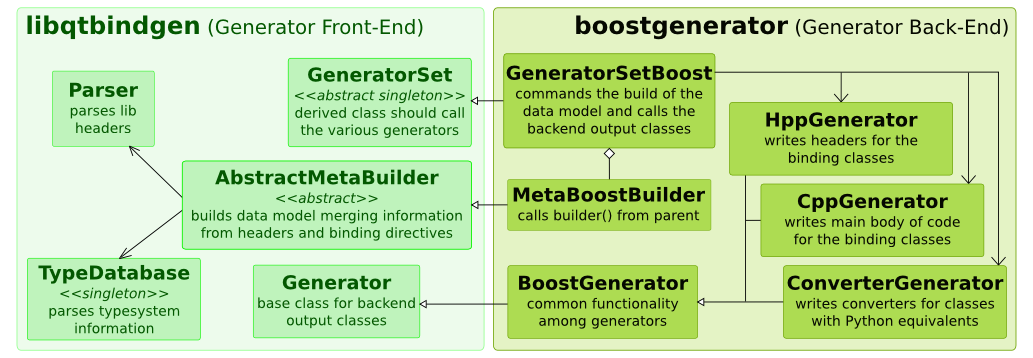 libqtbindgen (Generator Front-End)
Parser
parses lib
headers
GeneratorSet
<<abstract singleton>>
derived class should call
the various generators
AbstractMetaBuilder
<<abstract>>
builds data model merging information
from headers and binding directives
TypeDatabase
<<singleton>>
parses typesystem
information
Generator
base class for backend
output classes
boostgenerator (Generator Back-End)
GeneratorSetBoost
commands the build of the
data model and calls the
backend output classes
HppGenerator
writes headers for the
binding classes
MetaBoostBuilder
calls builder() from parent
CppGenerator
writes main body of code
for the binding classes
BoostGenerator
common functionality
among generators
ConverterGenerator
writes converters for classes
with Python equivalents